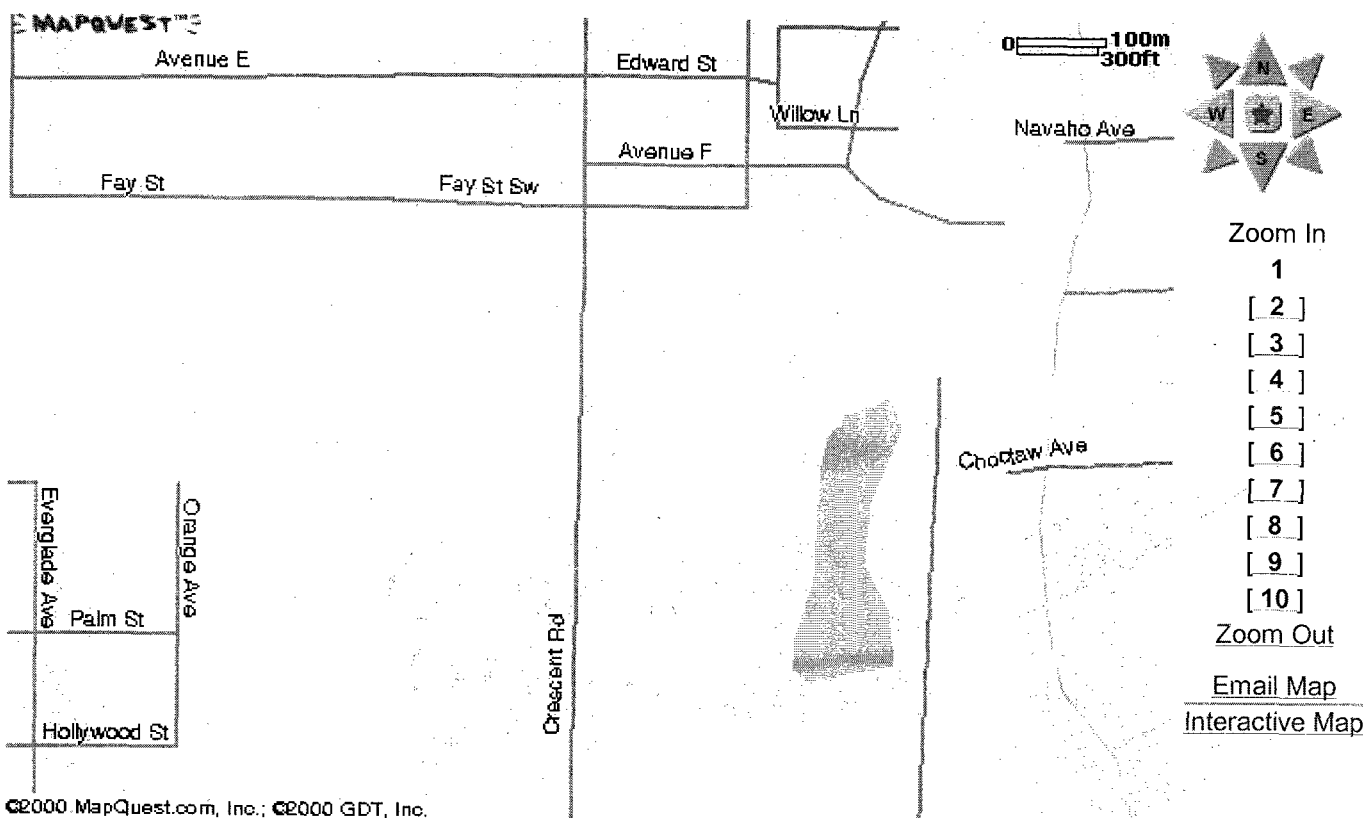 MAPQUEST™
Avenue E
Edward St
0 100m
300ft
N
W E
S
Willow Ln
Navaho Ave
Avenue F
Fay St
Fay St Sw
Zoom In
1
[ 2 ]
[ 3 ]
[ 4 ]
[ 5 ]
[ 6 ]
[ 7 ]
[ 8 ]
[ 9 ]
[ 10 ]
Zoom Out
Email Map
Interactive Map
Choctaw Ave
Everglade Ave
Orange Ave
Palm St
Crescent Rd
Hollywood St
©2000 MapQuest.com, Inc.; ©2000 GDT, Inc.